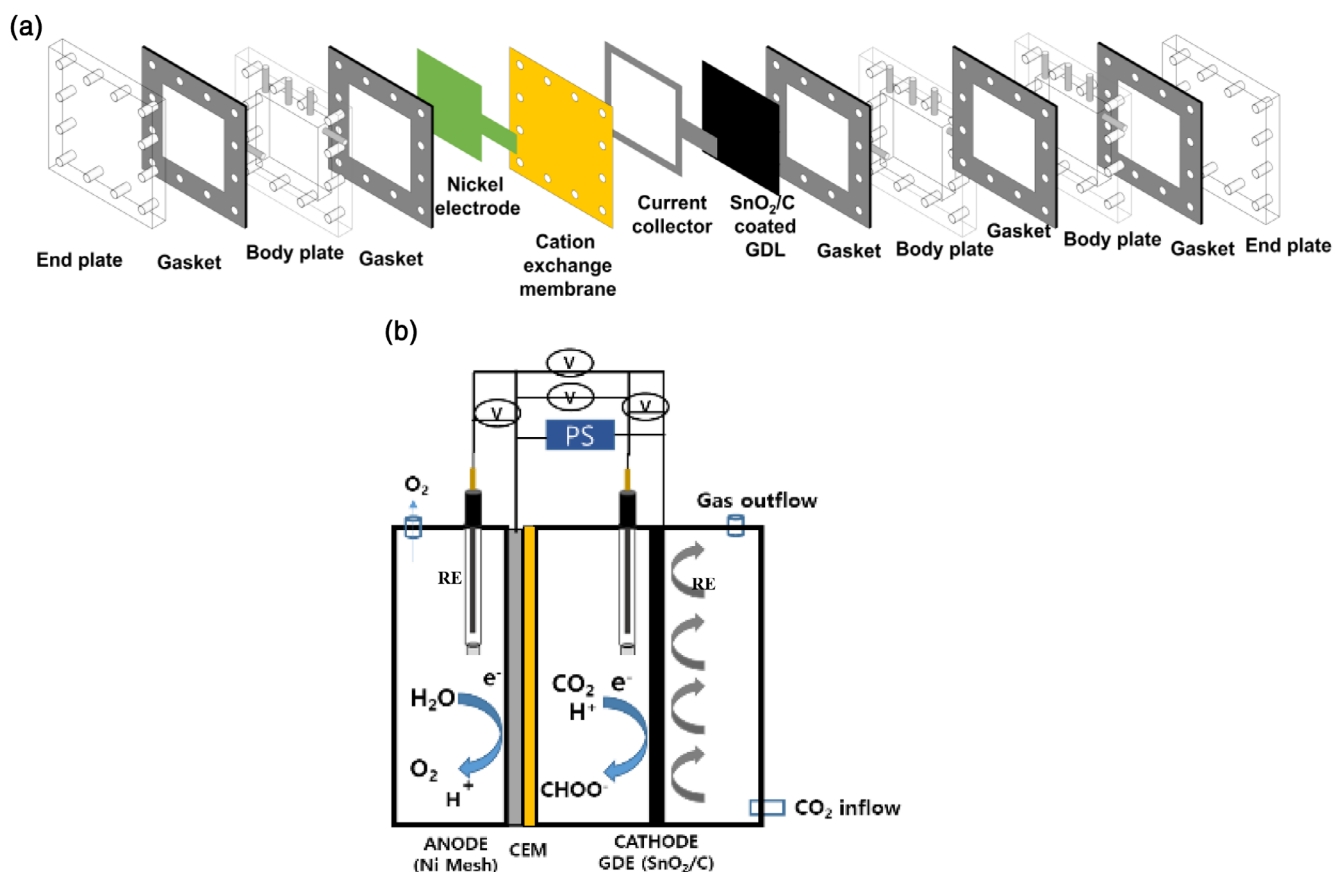 (a)
End plate
Gasket
Body plate
Gasket
Nickel
electrode
Cation
exchange
membrane
Current
collector
SnO₂/C
coated
GDL
Gasket
Body plate
Gasket
Body plate
Gasket
End plate
(b)
V
V
V
V
PS
O₂
Gas outflow
RE
RE
e⁻
H₂O
O₂
H⁺
CO₂
e⁻
H⁺
CHOO⁻
CO₂ inflow
ANODE
(Ni Mesh)
CEM
CATHODE
GDE (SnO₂/C)